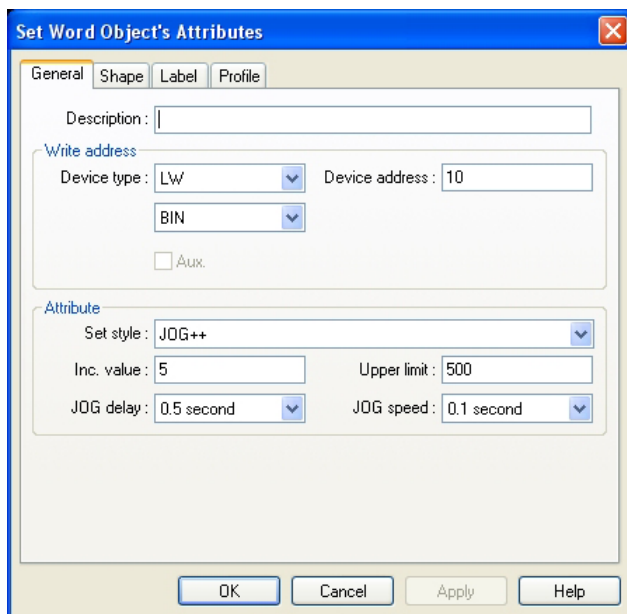 Set Word Object's Attributes
General Shape Label Profile
Description :
Write address
Device type : LW Device address : 10
BIN
Aux.
Attribute
Set style : JOG++
Inc. value : 5 Upper limit : 500
JOG delay : 0.5 second JOG speed : 0.1 second
OK Cancel Apply Help